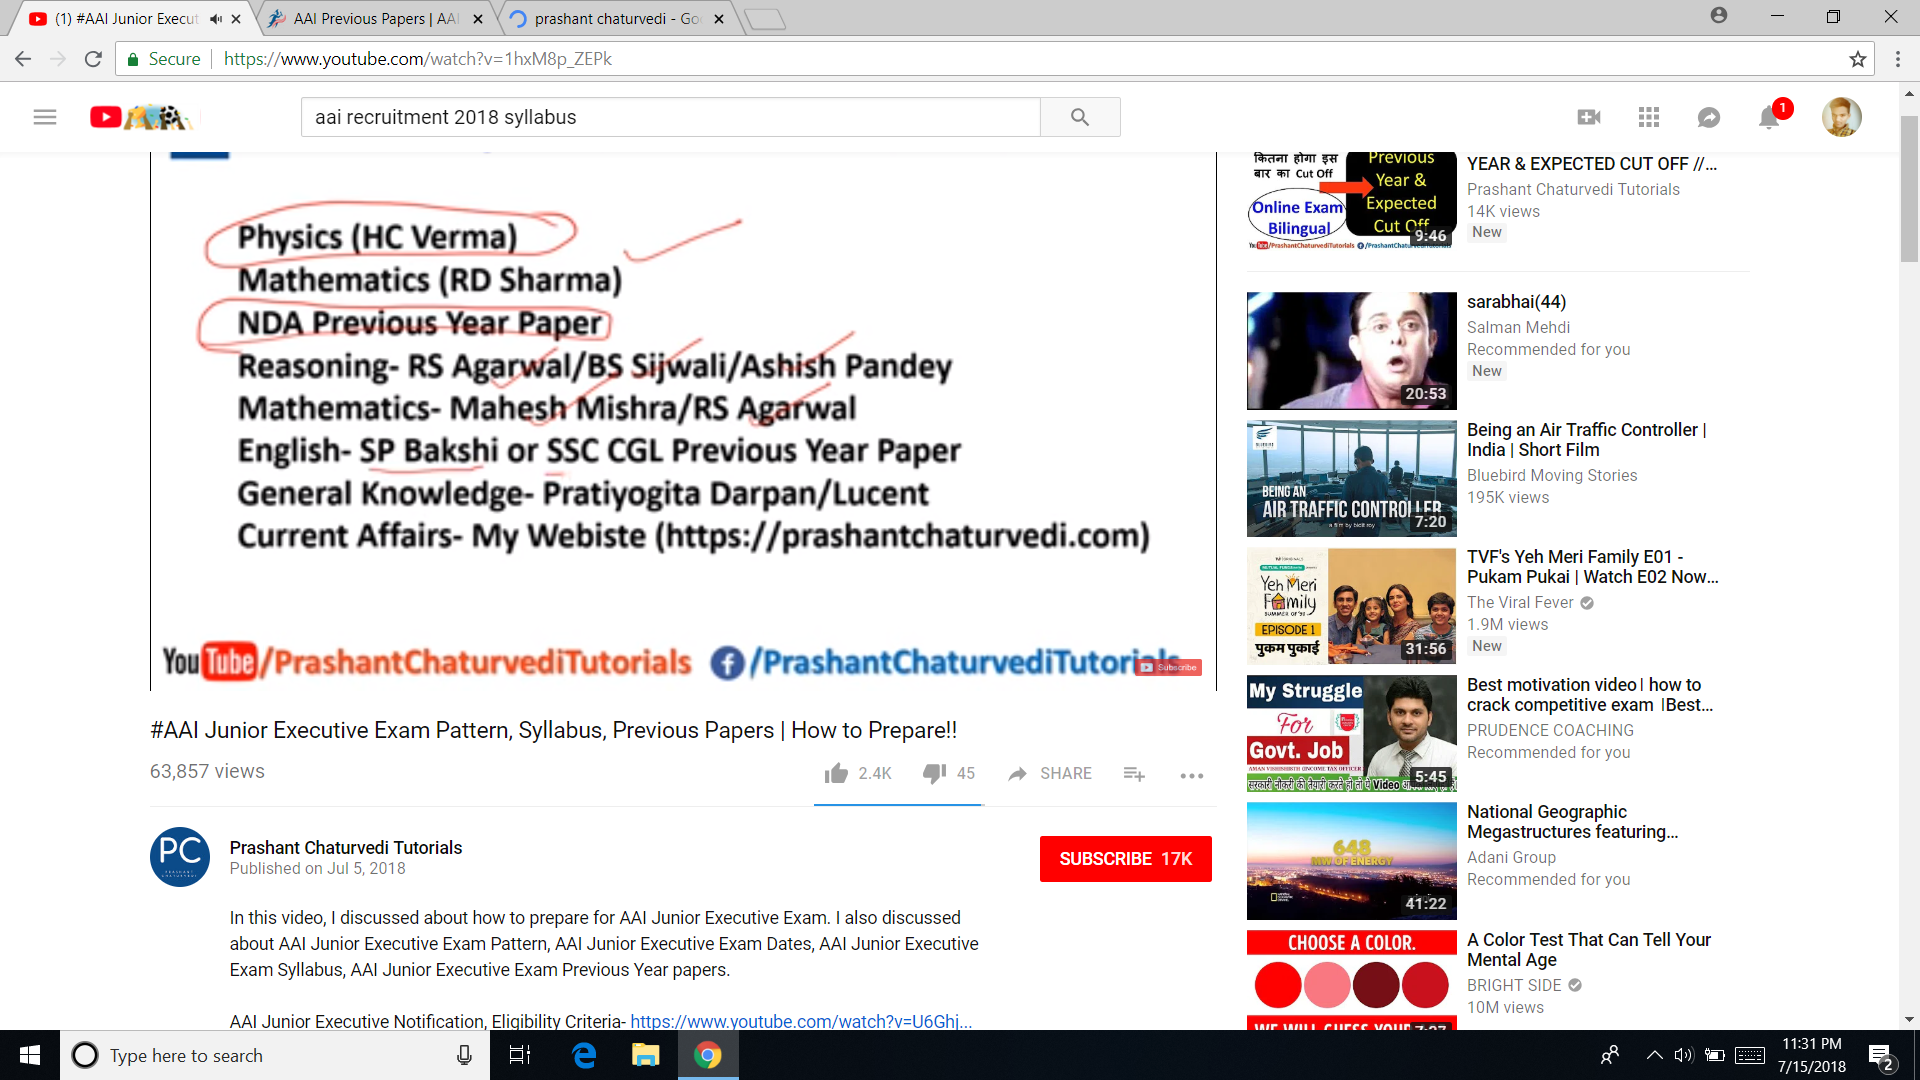 (1) #AAI Junior Execut
AAI Previous Papers | AAI
prashant chaturvedi - Goo
Secure
https://www.youtube.com/watch?v=1hxM8p_ZEPk
aai recruitment 2018 syllabus
1
Physics (HC Verma)
Mathematics (RD Sharma)
NDA Previous Year Paper
Reasoning- RS Agarwal/BS Sijwali/Ashish Pandey
Mathematics- Mahesh Mishra/RS Agarwal
English- SP Bakshi or SSC CGL Previous Year Paper
General Knowledge- Pratiyogita Darpan/Lucent
Current Affairs- My Webiste (https://prashantchaturvedi.com)
YouTube/PrashantChaturvediTutorials f/PrashantChaturvediTutorials
Subscribe
#AAI Junior Executive Exam Pattern, Syllabus, Previous Papers | How to Prepare!!
63,857 views
2.4K
45
SHARE
PC
Prashant Chaturvedi Tutorials
Published on Jul 5, 2018
SUBSCRIBE 17K
In this video, I discussed about how to prepare for AAI Junior Executive Exam. I also discussed
about AAI Junior Executive Exam Pattern, AAI Junior Executive Exam Dates, AAI Junior Executive
Exam Syllabus, AAI Junior Executive Exam Previous Year papers.
AAI Junior Executive Notification, Eligibility Criteria- https://www.youtube.com/watch?v=U6Ghj...
कितना होगा इस
बार का Cut Off
Online Exam
Bilingual
Previous
Year &
Expected
Cut Off
9:46
YouTube/PrashantChaturvediTutorials f/PrashantChaturvediTutorials
YEAR & EXPECTED CUT OFF //...
Prashant Chaturvedi Tutorials
14K views
New
20:53
sarabhai(44)
Salman Mehdi
Recommended for you
New
BEING AN
AIR TRAFFIC CONTROLLER
7:20
Being an Air Traffic Controller |
India | Short Film
Bluebird Moving Stories
195K views
Yeh Meri
Family
EPISODE 1
पुकम पुकाई
31:56
TVF's Yeh Meri Family E01 -
Pukam Pukai | Watch E02 Now...
The Viral Fever
1.9M views
New
My Struggle
For
Govt. Job
5:45
Best motivation video| how to
crack competitive exam |Best...
PRUDENCE COACHING
Recommended for you
648
MW OF ENERGY
41:22
National Geographic
Megastructures featuring...
Adani Group
Recommended for you
CHOOSE A COLOR.
WE WILL GUESS YOUR
7:27
A Color Test That Can Tell Your
Mental Age
BRIGHT SIDE
10M views
Type here to search
11:31 PM
7/15/2018
2